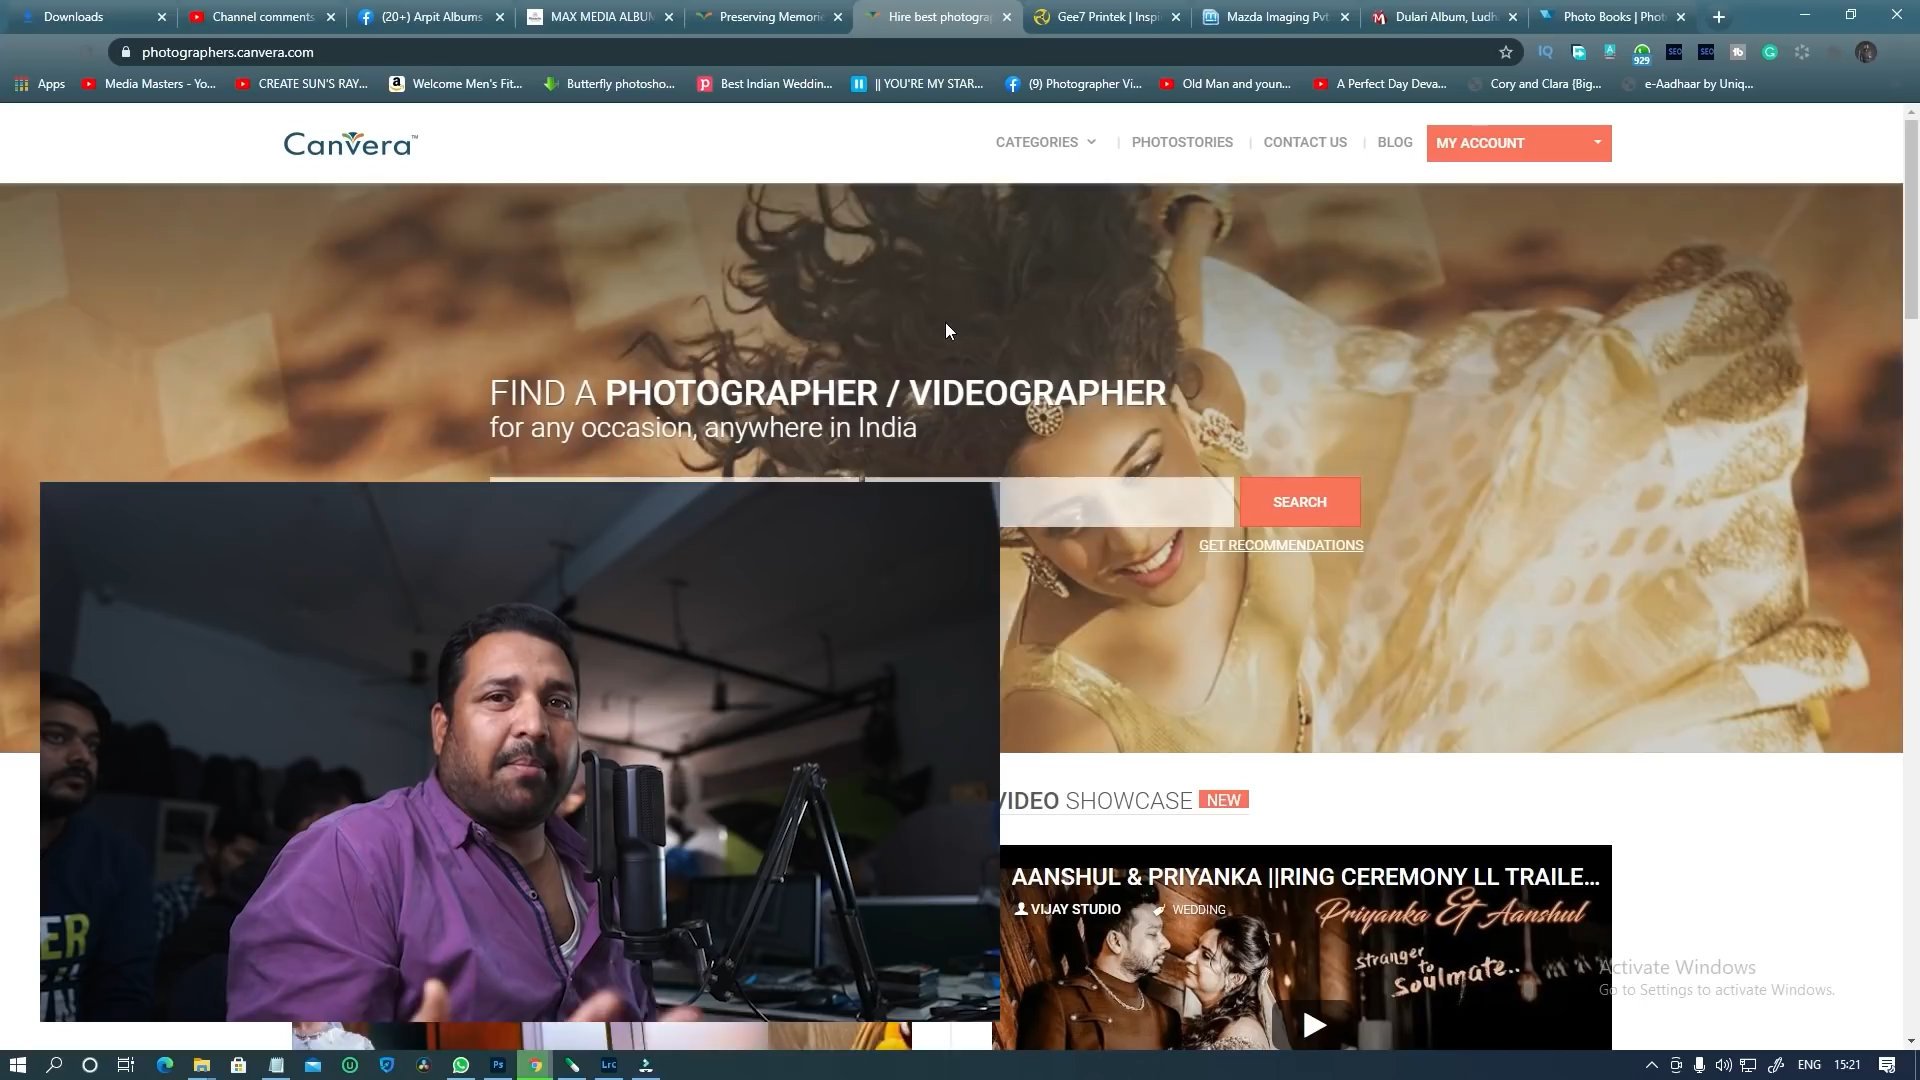 Downloads
Channel comments
(20+) Arpit Albums
MAX MEDIA ALBUM
Preserving Memorie
Hire best photogra
Gee7 Printek | Inspi
Mazda Imaging Pvt
Dulari Album, Ludh
Photo Books | Phot
photographers.canvera.com
929
Apps
Media Masters - Yo...
CREATE SUN'S RAY...
Welcome Men's Fit...
Butterfly photosho...
Best Indian Weddin...
|| YOU'RE MY STAR...
(9) Photographer Vi...
Old Man and youn...
A Perfect Day Deva...
Cory and Clara {Big...
e-Aadhaar by Uniq...
Canvera™
CATEGORIES
PHOTOSTORIES
CONTACT US
BLOG
MY ACCOUNT
FIND A PHOTOGRAPHER / VIDEOGRAPHER
for any occasion, anywhere in India
SEARCH
GET RECOMMENDATIONS
VIDEO SHOWCASE NEW
AANSHUL & PRIYANKA ||RING CEREMONY LL TRAILE...
VIJAY STUDIO
WEDDING
Priyanka & Aanshul
Stranger
to
Soulmate..
Activate Windows
Go to Settings to activate Windows.
ENG
15:21